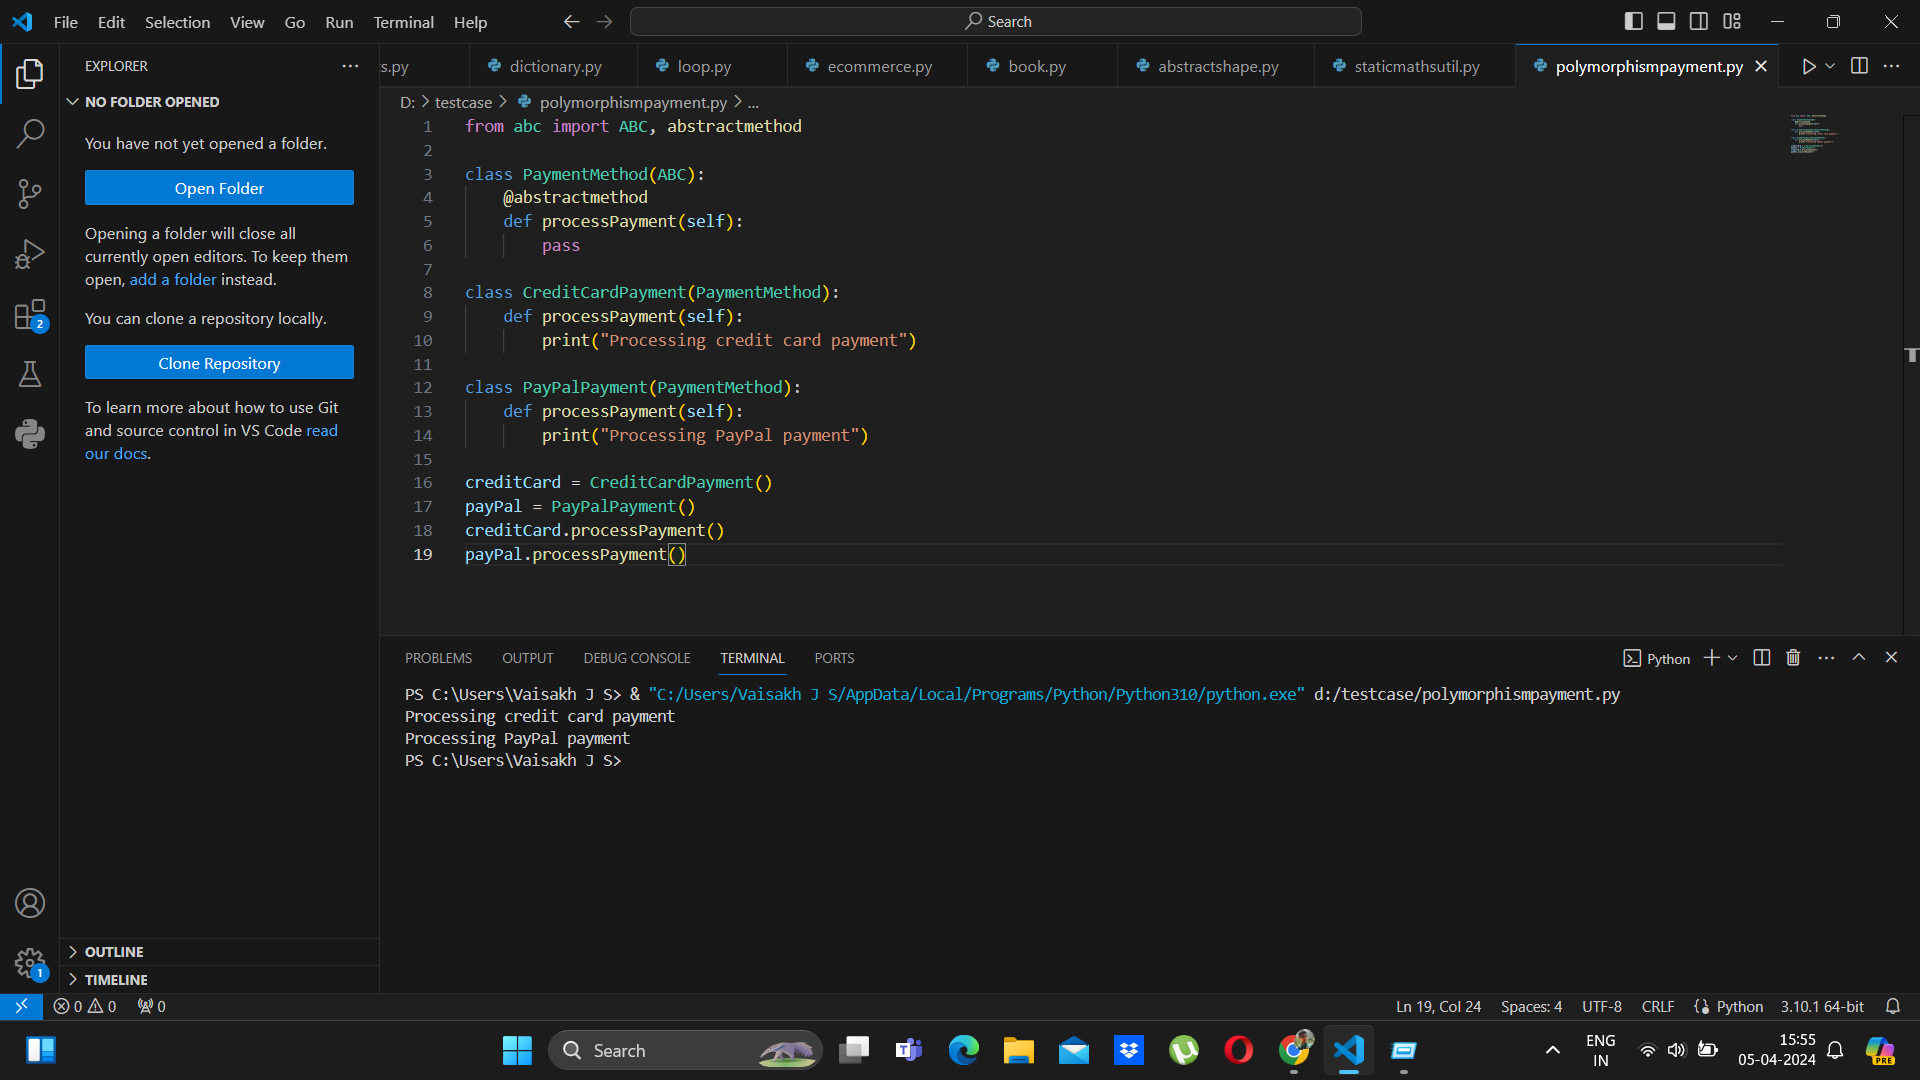 File Edit Selection View Go Run Terminal Help
Search
EXPLORER
NO FOLDER OPENED
You have not yet opened a folder.
Open Folder
Opening a folder will close all
currently open editors. To keep them
open, add a folder instead.
You can clone a repository locally.
Clone Repository
To learn more about how to use Git
and source control in VS Code read
our docs.
OUTLINE
TIMELINE
2
1
s.py dictionary.py loop.py ecommerce.py book.py abstractshape.py staticmathsutil.py polymorphismpayment.py
D: > testcase > polymorphismpayment.py > ...
1 from abc import ABC, abstractmethod
2
3 class PaymentMethod(ABC):
4 @abstractmethod
5 def processPayment(self):
6 pass
7
8 class CreditCardPayment(PaymentMethod):
9 def processPayment(self):
10 print("Processing credit card payment")
11
12 class PayPalPayment(PaymentMethod):
13 def processPayment(self):
14 print("Processing PayPal payment")
15
16 creditCard = CreditCardPayment()
17 payPal = PayPalPayment()
18 creditCard.processPayment()
19 payPal.processPayment()
PROBLEMS OUTPUT DEBUG CONSOLE TERMINAL PORTS
Python
PS C:\Users\Vaisakh J S> & "C:/Users/Vaisakh J S/AppData/Local/Programs/Python/Python310/python.exe" d:/testcase/polymorphismpayment.py
Processing credit card payment
Processing PayPal payment
PS C:\Users\Vaisakh J S>
0 0 0
Ln 19, Col 24 Spaces: 4 UTF-8 CRLF Python 3.10.1 64-bit
Search
ENG
IN
15:55
05-04-2024
PRE